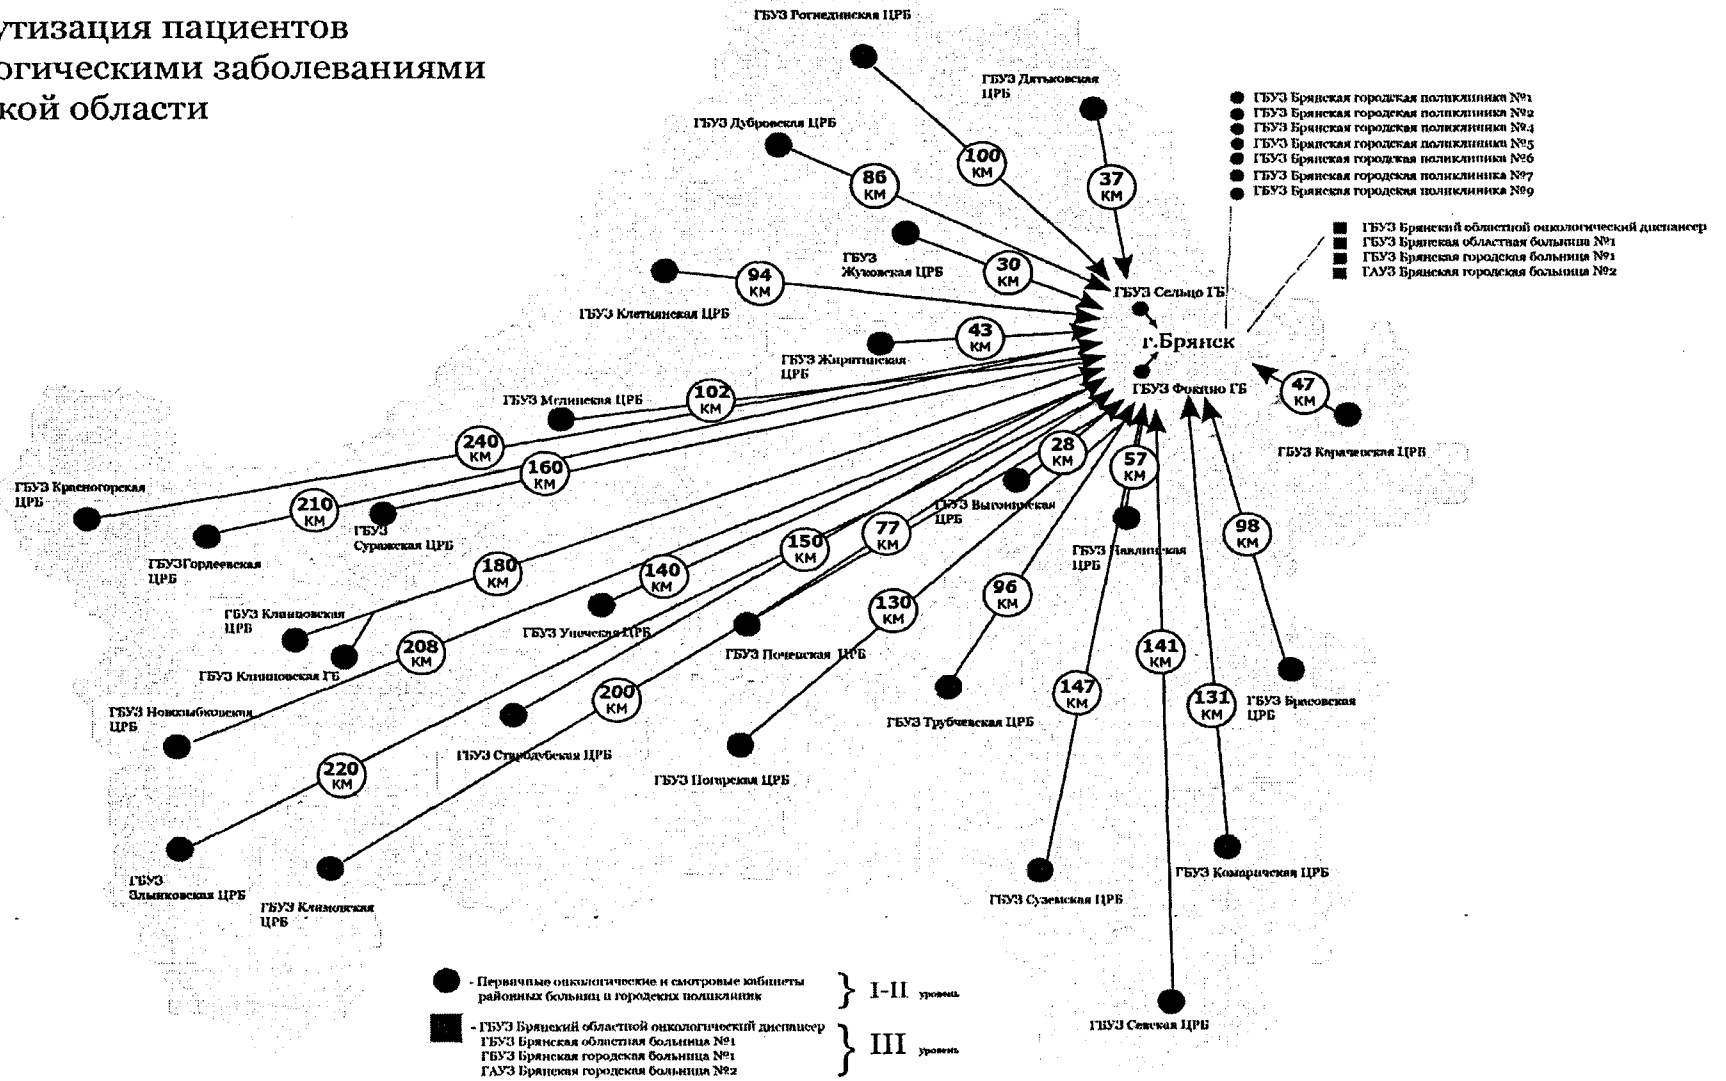 утизация пациентов
огическими заболеваниями
кой области
ГБУЗ Рогнединская ЦРБ
ГБУЗ Дятьковская
ЦРБ
ГБУЗ Дубровская ЦРБ
100
КМ
86
КМ
37
КМ
ГБУЗ Брянская городская поликлиника №1
ГБУЗ Брянская городская поликлиника №2
ГБУЗ Брянская городская поликлиника №4
ГБУЗ Брянская городская поликлиника №5
ГБУЗ Брянская городская поликлиника №6
ГБУЗ Брянская городская поликлиника №7
ГБУЗ Брянская городская поликлиника №9
ГБУЗ Брянский областной онкологический диспансер
ГБУЗ Брянская областная больница №1
ГБУЗ Брянская городская больница №1
ГАУЗ Брянская городская больница №2
ГБУЗ
Жуковская ЦРБ
30
КМ
94
КМ
ГБУЗ Клетнянская ЦРБ
ГБУЗ Сельцо ГБ
г.Брянск
ГБУЗ Фокино ГБ
43
КМ
ГБУЗ Жирятинская
ЦРБ
47
КМ
ГБУЗ Карачевская ЦРБ
ГБУЗ Мглинская ЦРБ
102
КМ
240
КМ
160
КМ
ГБУЗ Красногорская
ЦРБ
210
КМ
28
КМ
57
КМ
ГБУЗ Выгоничская
ЦРБ
ГБУЗГордеевская
ЦРБ
ГБУЗ
Суражская ЦРБ
180
КМ
140
КМ
150
КМ
77
КМ
98
КМ
ГБУЗ Навлинская
ЦРБ
ГБУЗ Клинцовская
ЦРБ
ГБУЗ Клинцовская ГБ
ГБУЗ Унечская ЦРБ
130
КМ
96
КМ
ГБУЗ Почепская ЦРБ
208
КМ
141
КМ
147
КМ
131
КМ
ГБУЗ Брасовская
ЦРБ
ГБУЗ Новозыбковская
ЦРБ
200
КМ
ГБУЗ Трубчевская ЦРБ
ГБУЗ Стародубская ЦРБ
ГБУЗ Погарская ЦРБ
220
КМ
ГБУЗ
Злынковская ЦРБ
ГБУЗ Климовская
ЦРБ
ГБУЗ Суземская ЦРБ
ГБУЗ Комаричская ЦРБ
ГБУЗ Севская ЦРБ
- Первичные онкологические и смотровые кабинеты
районных больниц и городских поликлиник
} I-II уровень
- ГБУЗ Брянский областной онкологический диспансер
ГБУЗ Брянская областная больница №1
ГБУЗ Брянская городская больница №1
ГАУЗ Брянская городская больница №2
} III уровень